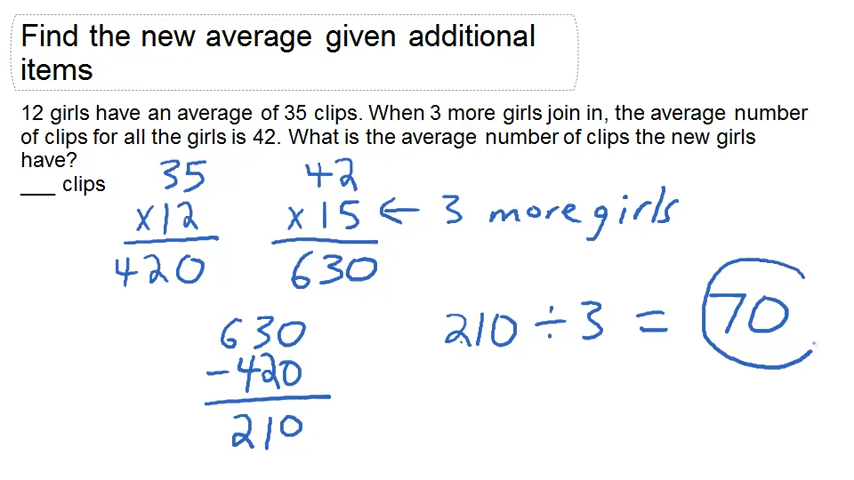 Find the new average given additional
items
12 girls have an average of 35 clips. When 3 more girls join in, the average number
of clips for all the girls is 42. What is the average number of clips the new girls
have?
___ clips
35
x12
420
42
x15 ← 3 more girls
630
630
-420
210
210 ÷ 3 = 70